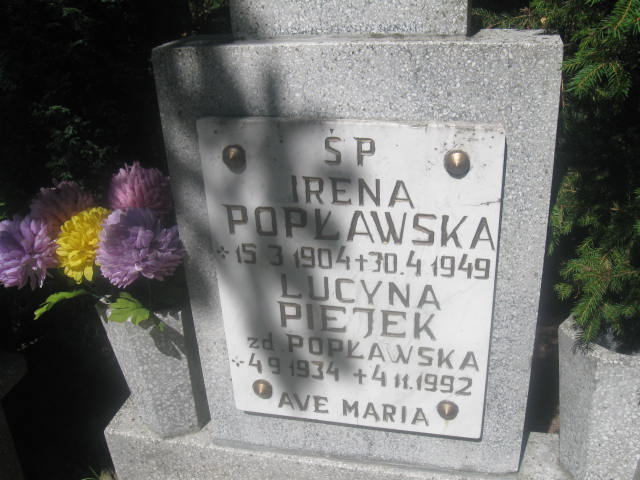 Ś P
IRENA
POPŁAWSKA
* 15.3 1904 + 30.4 1949
LUCYNA
PIEJEK
zd. POPŁAWSKA
* 4 9 1934 + 4 11.1992
AVE MARIA